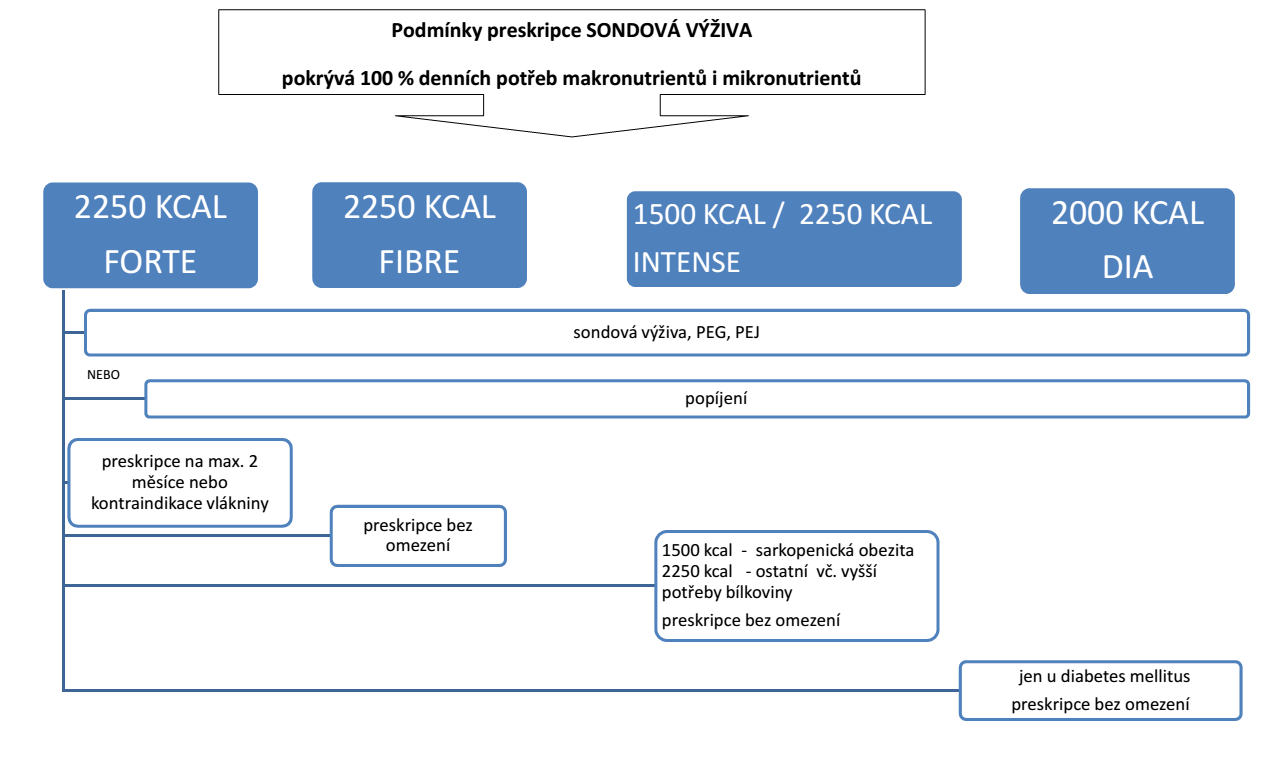 Podmínky preskripce SONDOVÁ VÝŽIVA
pokrývá 100 % denních potřeb makronutrientů i mikronutrientů
2250 KCAL
FORTE
2250 KCAL
FIBRE
1500 KCAL / 2250 KCAL
INTENSE
2000 KCAL
DIA
sondová výživa, PEG, PEJ
NEBO
popíjení
preskripce na max. 2
měsíce nebo
kontraindikace vlákniny
preskripce bez
omezení
1500 kcal - sarkopenická obezita
2250 kcal - ostatní vč. vyšší
potřeby bílkoviny
preskripce bez omezení
jen u diabetes mellitus
preskripce bez omezení